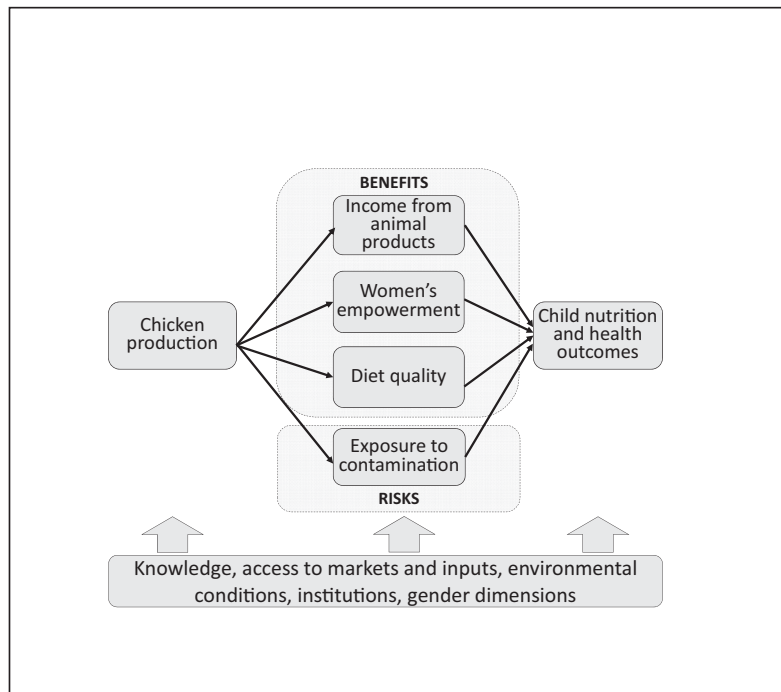 BENEFITS
Income from
animal
products
Women's
empowerment
Chicken
production
Child nutrition
and health
outcomes
Diet quality
Exposure to
contamination
RISKS
Knowledge, access to markets and inputs, environmental
conditions, institutions, gender dimensions